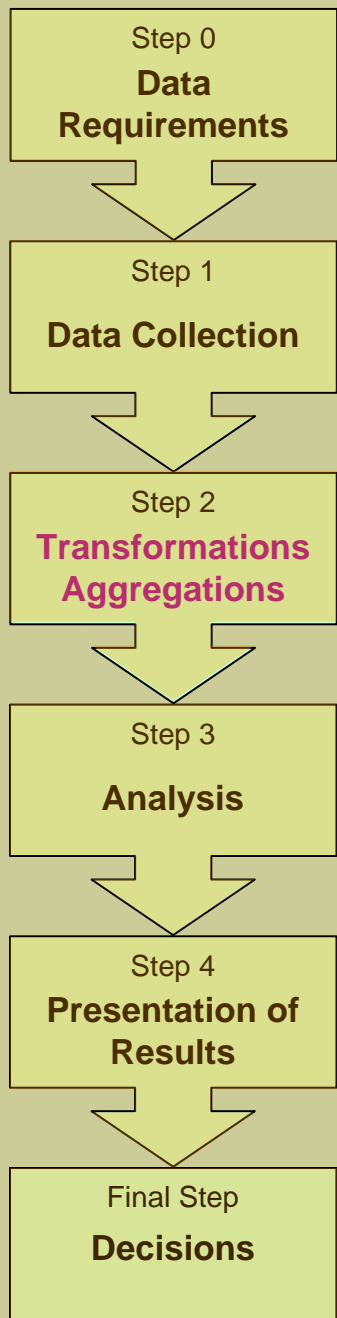 Step 0
Data
Requirements
Step 1
Data Collection
Step 2
Transformations
Aggregations
Step 3
Analysis
Step 4
Presentation of
Results
Final Step
Decisions